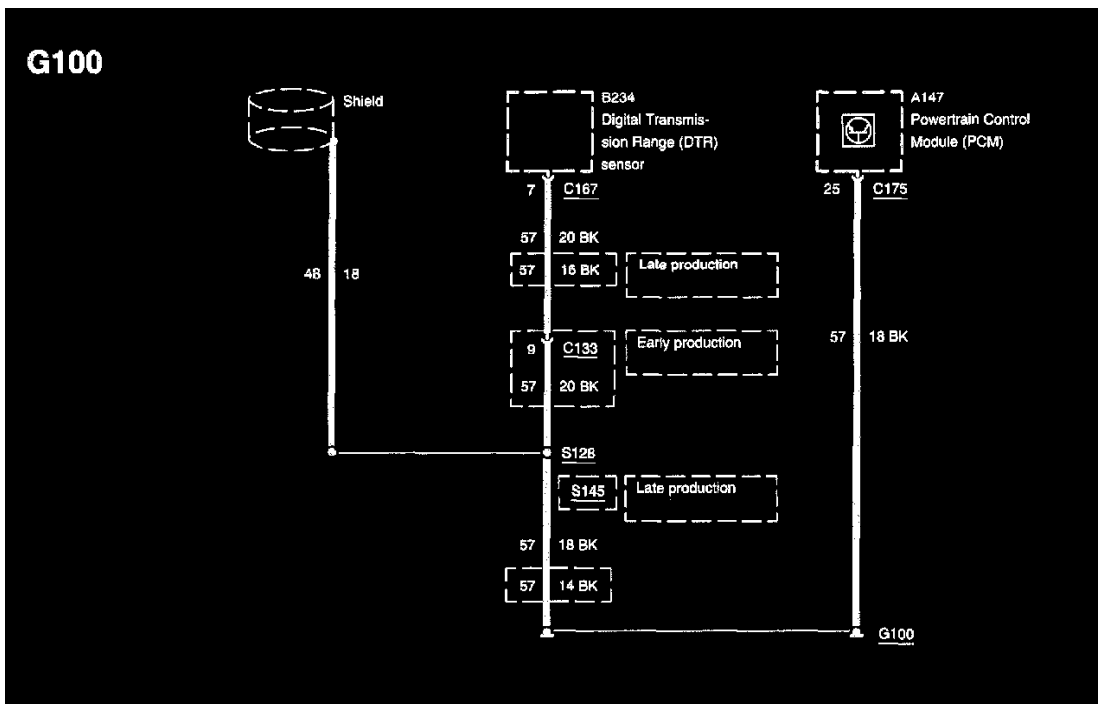 G100
Shield
B234
Digital Transmis-
sion Range (DTR)
sensor
A147
Powertrain Control
Module (PCM)
7 C167
25 C175
57 20 BK
57 16 BK
Late production
48 18
9 C133
Early production
57 18 BK
57 20 BK
S128
S145
Late production
57 18 BK
57 14 BK
G100